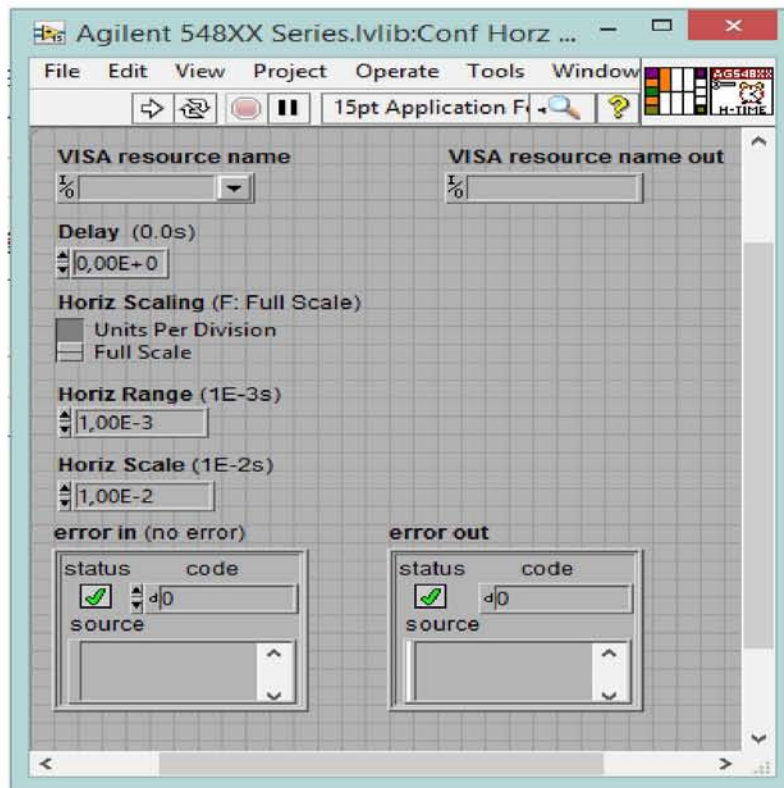 Agilent 548XX Series.lvlib:Conf Horz ...
File Edit View Project Operate Tools Window
15pt Application F
AG548XX
H-TIME
VISA resource name
VISA resource name out
Delay (0.0s)
0,00E+0
Horiz Scaling (F: Full Scale)
Units Per Division
Full Scale
Horiz Range (1E-3s)
1,00E-3
Horiz Scale (1E-2s)
1,00E-2
error in (no error)
error out
status code
d 0
source
status code
d 0
source